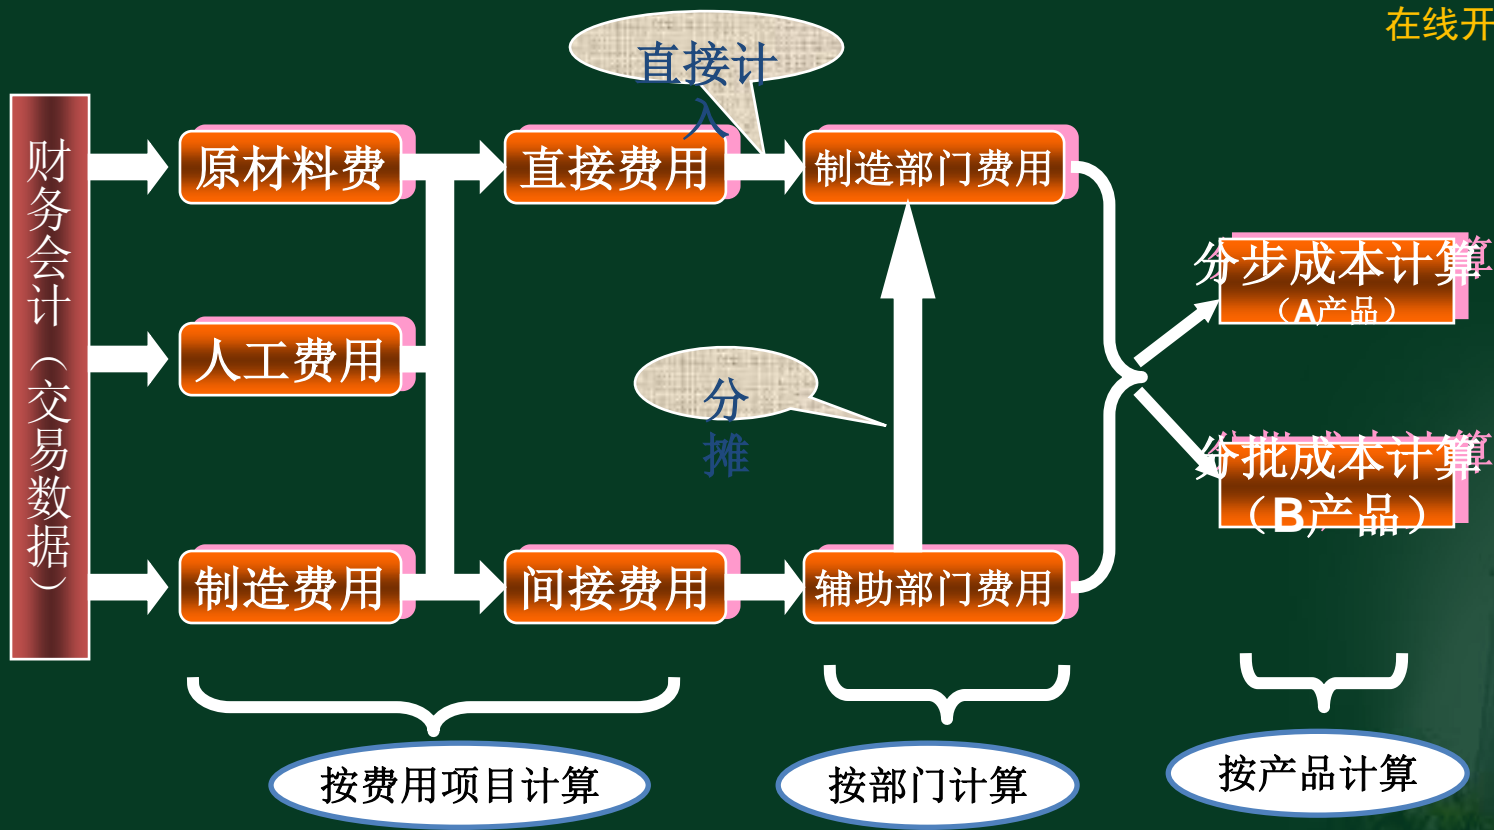 在线开
直接计
入
财务会计（交易数据）
原材料费
直接费用
制造部门费用
人工费用
分
摊
制造费用
间接费用
辅助部门费用
分步成本计算
（A产品）
分批成本计算
（B产品）
按费用项目计算
按部门计算
按产品计算